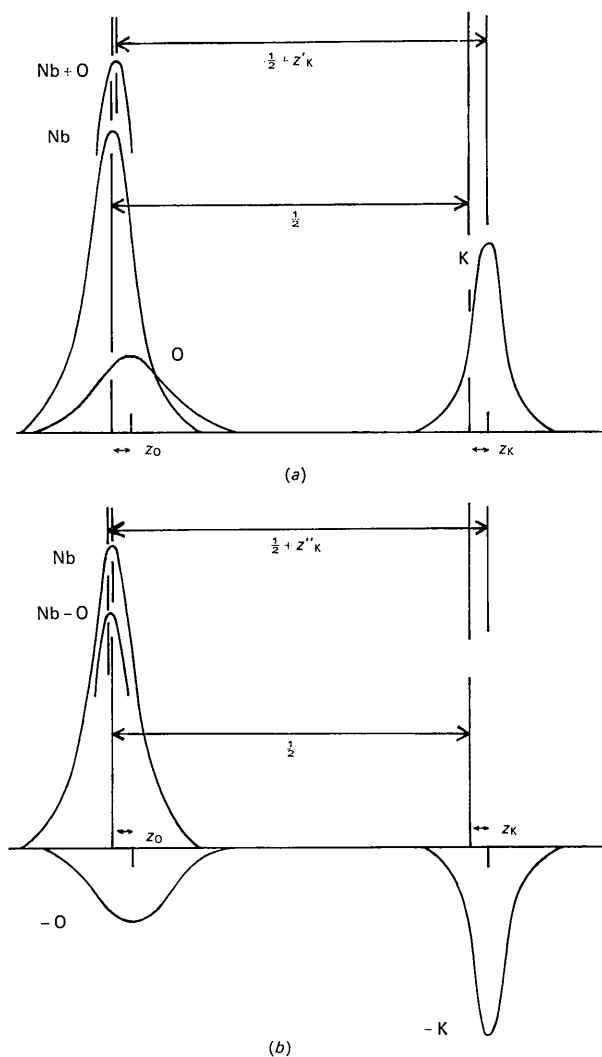 ½ + z′K
Nb + O
Nb
½
K
O
zO
zK
(a)
½ + z″K
Nb
Nb – O
½
zO
zK
– O
– K
(b)